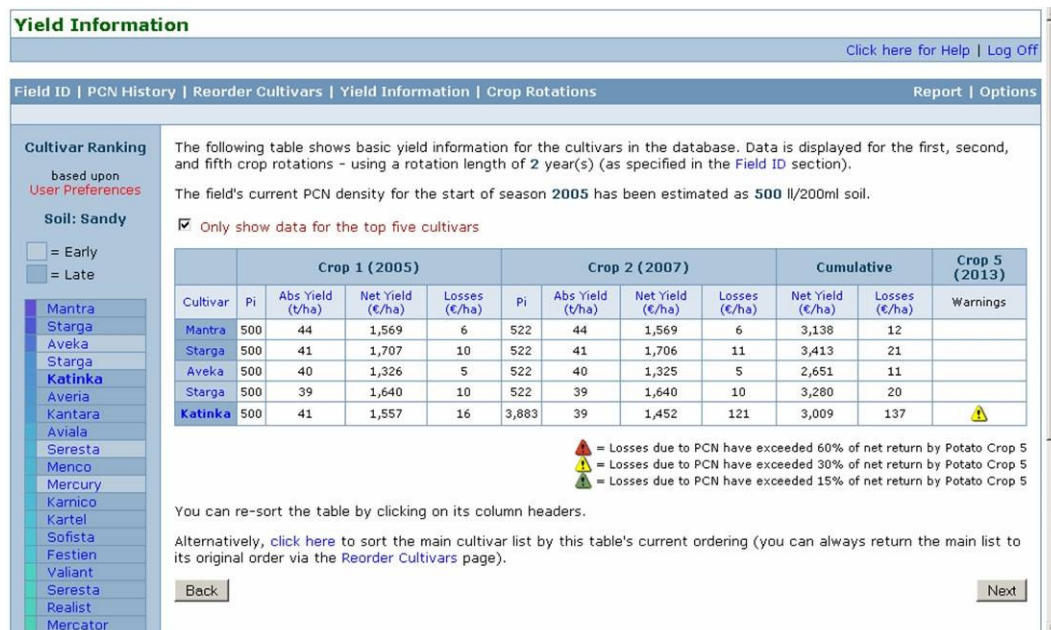 Yield Information
Click here for Help | Log Off
Field ID | PCN History | Reorder Cultivars | Yield Information | Crop Rotations Report | Options
Cultivar Ranking
based upon
User Preferences
Soil: Sandy
= Early
= Late
Mantra
Starga
Aveka
Starga
Katinka
Averia
Kantara
Aviala
Seresta
Menco
Mercury
Karnico
Kartel
Sofista
Festien
Valiant
Seresta
Realist
Mercator
The following table shows basic yield information for the cultivars in the database. Data is displayed for the first, second,
and fifth crop rotations - using a rotation length of 2 year(s) (as specified in the Field ID section).
The field's current PCN density for the start of season 2005 has been estimated as 500 ll/200ml soil.
Only show data for the top five cultivars
Crop 1 (2005) Crop 2 (2007) Cumulative Crop 5 (2013)
Cultivar Pi Abs Yield (t/ha) Net Yield (€/ha) Losses (€/ha) Pi Abs Yield (t/ha) Net Yield (€/ha) Losses (€/ha) Net Yield (€/ha) Losses (€/ha) Warnings
Mantra 500 44 1,569 6 522 44 1,569 6 3,138 12
Starga 500 41 1,707 10 522 41 1,706 11 3,413 21
Aveka 500 40 1,326 5 522 40 1,325 5 2,651 11
Starga 500 39 1,640 10 522 39 1,640 10 3,280 20
Katinka 500 41 1,557 16 3,883 39 1,452 121 3,009 137
= Losses due to PCN have exceeded 60% of net return by Potato Crop 5
= Losses due to PCN have exceeded 30% of net return by Potato Crop 5
= Losses due to PCN have exceeded 15% of net return by Potato Crop 5
You can re-sort the table by clicking on its column headers.
Alternatively, click here to sort the main cultivar list by this table's current ordering (you can always return the main list to
its original order via the Reorder Cultivars page).
Back Next